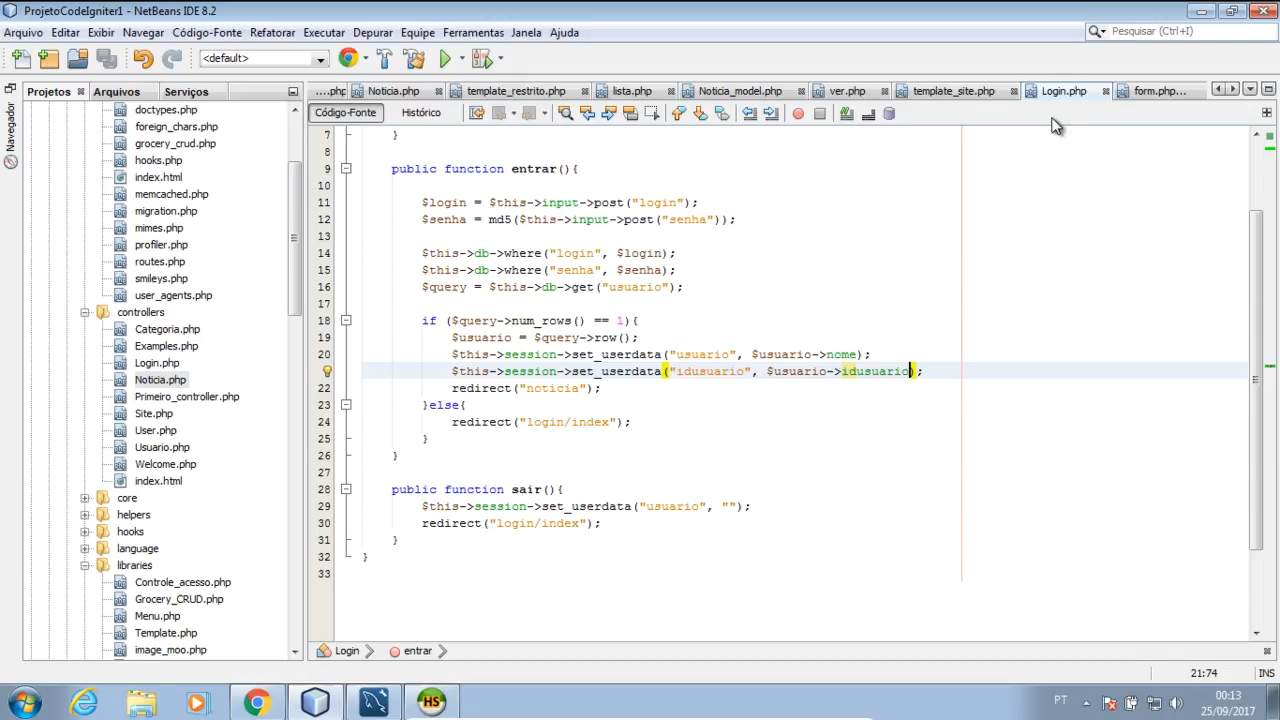 ProjetoCodeIgniter1 - NetBeans IDE 8.2
Arquivo Editar Exibir Navegar Código-Fonte Refatorar Executar Depurar Equipe Ferramentas Janela Ajuda
Pesquisar (Ctrl+I)
<default>
Projetos Arquivos Serviços
....php Noticia.php template_restrito.php lista.php Noticia_model.php ver.php template_site.php Login.php form.php...
Código-Fonte Histórico
Navegador
doctypes.php
foreign_chars.php
grocery_crud.php
hooks.php
index.html
memcached.php
migration.php
mimes.php
profiler.php
routes.php
smileys.php
user_agents.php
controllers
Categoria.php
Examples.php
Login.php
Noticia.php
Primeiro_controller.php
Site.php
User.php
Usuario.php
Welcome.php
index.html
core
helpers
hooks
language
libraries
Controle_acesso.php
Grocery_CRUD.php
Menu.php
Template.php
image_moo.php
7 }
8
9 public function entrar(){
10
11 $login = $this->input->post("login");
12 $senha = md5($this->input->post("senha"));
13
14 $this->db->where("login", $login);
15 $this->db->where("senha", $senha);
16 $query = $this->db->get("usuario");
17
18 if ($query->num_rows() == 1){
19 $usuario = $query->row();
20 $this->session->set_userdata("usuario", $usuario->nome);
$this->session->set_userdata("idusuario", $usuario->idusuario);
22 redirect("noticia");
23 }else{
24 redirect("login/index");
25 }
26 }
27
28 public function sair(){
29 $this->session->set_userdata("usuario", "");
30 redirect("login/index");
31 }
32 }
33
Login entrar
21:74 INS
HS
PT
00:13
25/09/2017